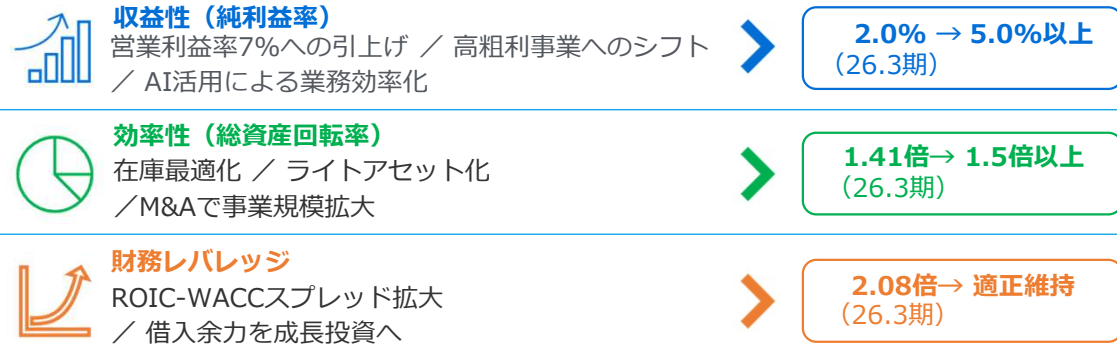 収益性（純利益率）
営業利益率7%への引上げ ／ 高粗利事業へのシフト
／ AI活用による業務効率化
2.0% → 5.0%以上
（26.3期）
効率性（総資産回転率）
在庫最適化 ／ ライトアセット化
／M&Aで事業規模拡大
1.41倍→ 1.5倍以上
（26.3期）
財務レバレッジ
ROIC-WACCスプレッド拡大
／ 借入余力を成長投資へ
2.08倍→ 適正維持
（26.3期）